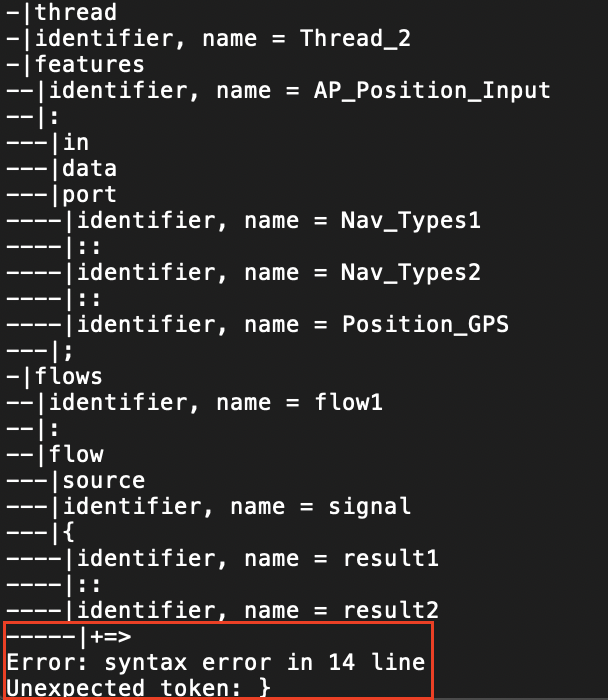 -|thread
-|identifier, name = Thread_2
-|features
--|identifier, name = AP_Position_Input
--|:
---|in
---|data
---|port
----|identifier, name = Nav_Types1
----|::
----|identifier, name = Nav_Types2
----|::
----|identifier, name = Position_GPS
---|;
-|flows
--|identifier, name = flow1
--|:
--|flow
---|source
---|identifier, name = signal
---|{
----|identifier, name = result1
----|::
----|identifier, name = result2
-----|+=>
Error: syntax error in 14 line
Unexpected token: }